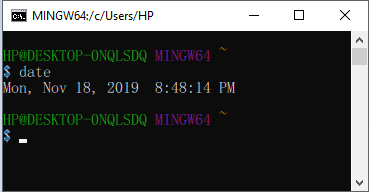 MINGW64:/c/Users/HP
HP@DESKTOP-0NQLSDQ MINGW64 ~
$ date
Mon, Nov 18, 2019  8:48:14 PM
HP@DESKTOP-0NQLSDQ MINGW64 ~
$